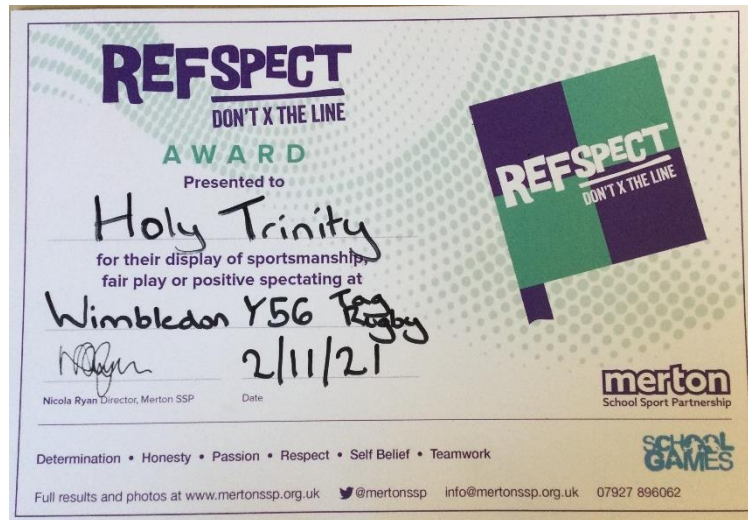 REFSPECT
DON'T X THE LINE
AWARD
Presented to
Holy Trinity
for their display of sportsmanship,
fair play or positive spectating at
Wimbledon Y56 Tag Rugby
2/11/21
Nicola Ryan Director, Merton SSP Date
REFSPECT
DON'T X THE LINE
merton
School Sport Partnership
SCHOOL
GAMES
Determination • Honesty • Passion • Respect • Self Belief • Teamwork
Full results and photos at www.mertonssp.org.uk @mertonssp info@mertonssp.org.uk 07927 896062